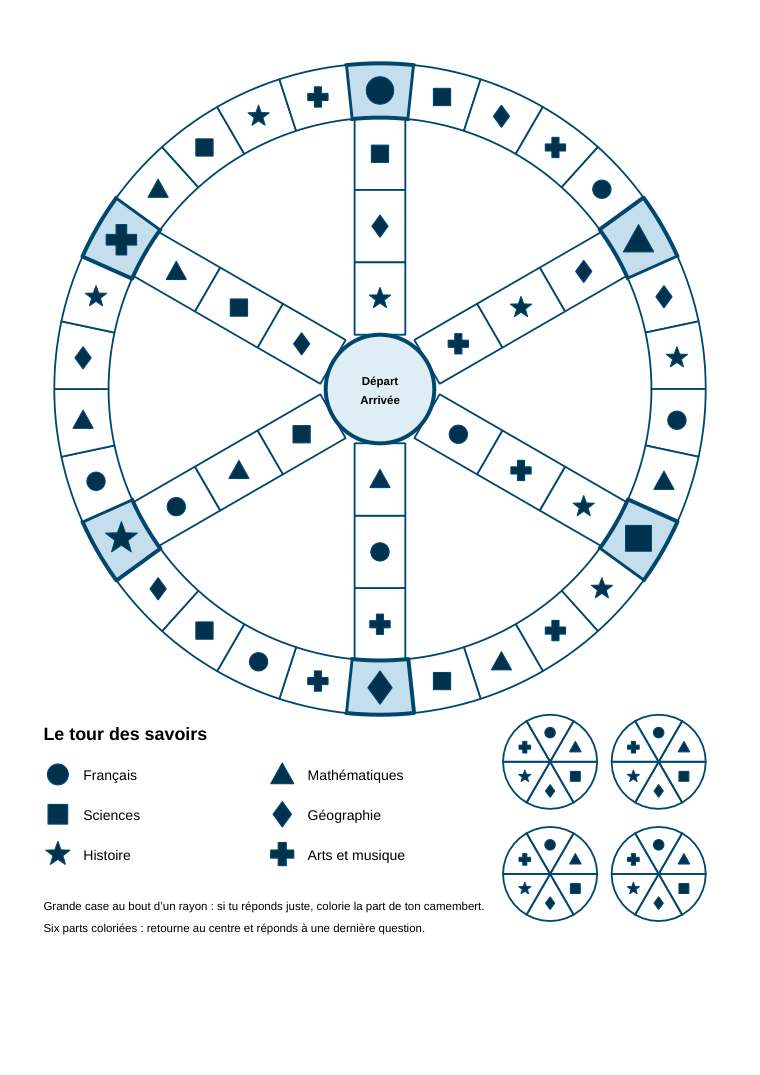 Départ
Arrivée
Le tour des savoirs
Français
Mathématiques
Sciences
Géographie
Histoire
Arts et musique
Grande case au bout d’un rayon : si tu réponds juste, colorie la part de ton camembert.
Six parts coloriées : retourne au centre et réponds à une dernière question.